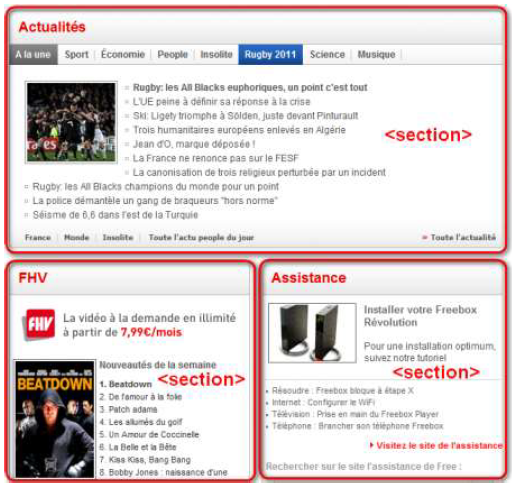 Actualités
A la une Sport Économie People Insolite Rugby 2011 Science Musique
Rugby: les All Blacks euphoriques, un point c'est tout
L'UE peine à définir sa réponse à la crise
Ski: Ligety triomphe à Sölden, juste devant Pinturault
Trois humanitaires européens enlevés en Algérie
<section>
Jean d'O, marque déposée !
La France ne renonce pas sur le FESF
La canonisation de trois religieux perturbée par un incident
Rugby: les All Blacks champions du monde pour un point
La police démantèle un gang de braqueurs "hors norme"
Séisme de 6,6 dans l'est de la Turquie
France Monde Insolite Toute l'actu people du jour
» Toute l'actualité
FHV
FHV
La vidéo à la demande en illimité
à partir de 7,99€/mois
BEATDOWN
Nouveautés de la semaine
<section>
1. Beatdown
2. De famour à la folie
3. Patch adams
4. Les allumés du golf
5. Un Amour de Coccinelle
6. La Belle et la Bête
7. Kiss Kiss, Bang Bang
8. Bobby Jones : naissance d'une
Assistance
Installer votre Freebox
Révolution
Pour une installation optimum,
suivez notre tutoriel
<section>
Résoudre : Freebox bloque à étape X
Internet : Configurer le WiFi
Télévision : Prise en main du Freebox Player
Téléphone : Brancher son téléphone Freebox
Visitez le site de l'assistance
Rechercher sur le site l'assistance de Free :